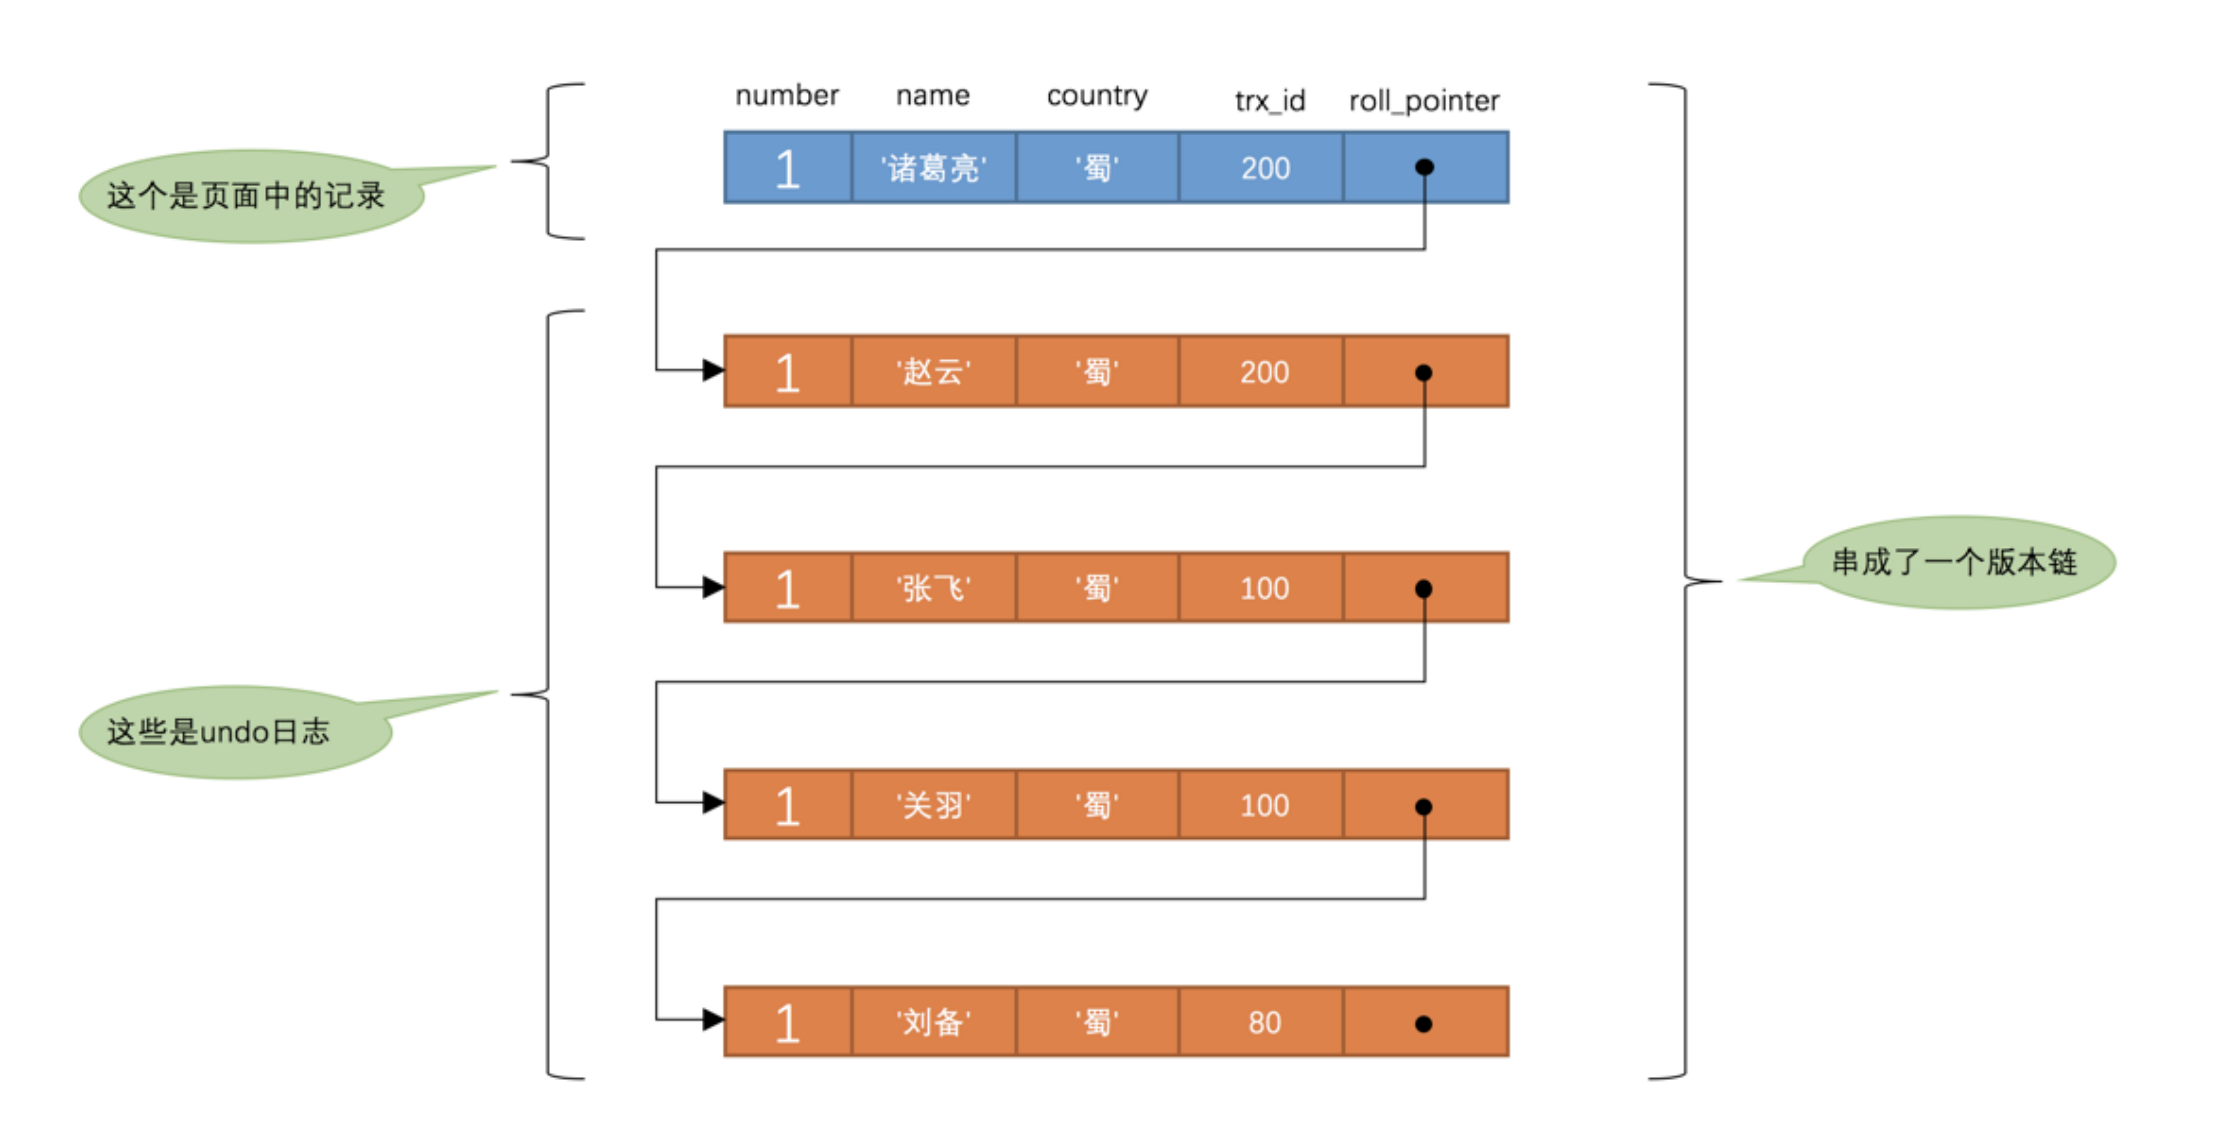 number name country trx_id roll_pointer
1 '诸葛亮' '蜀' 200
这个是页面中的记录
1 '赵云' '蜀' 200
1 '张飞' '蜀' 100
串成了一个版本链
这些是undo日志
1 '关羽' '蜀' 100
1 '刘备' '蜀' 80